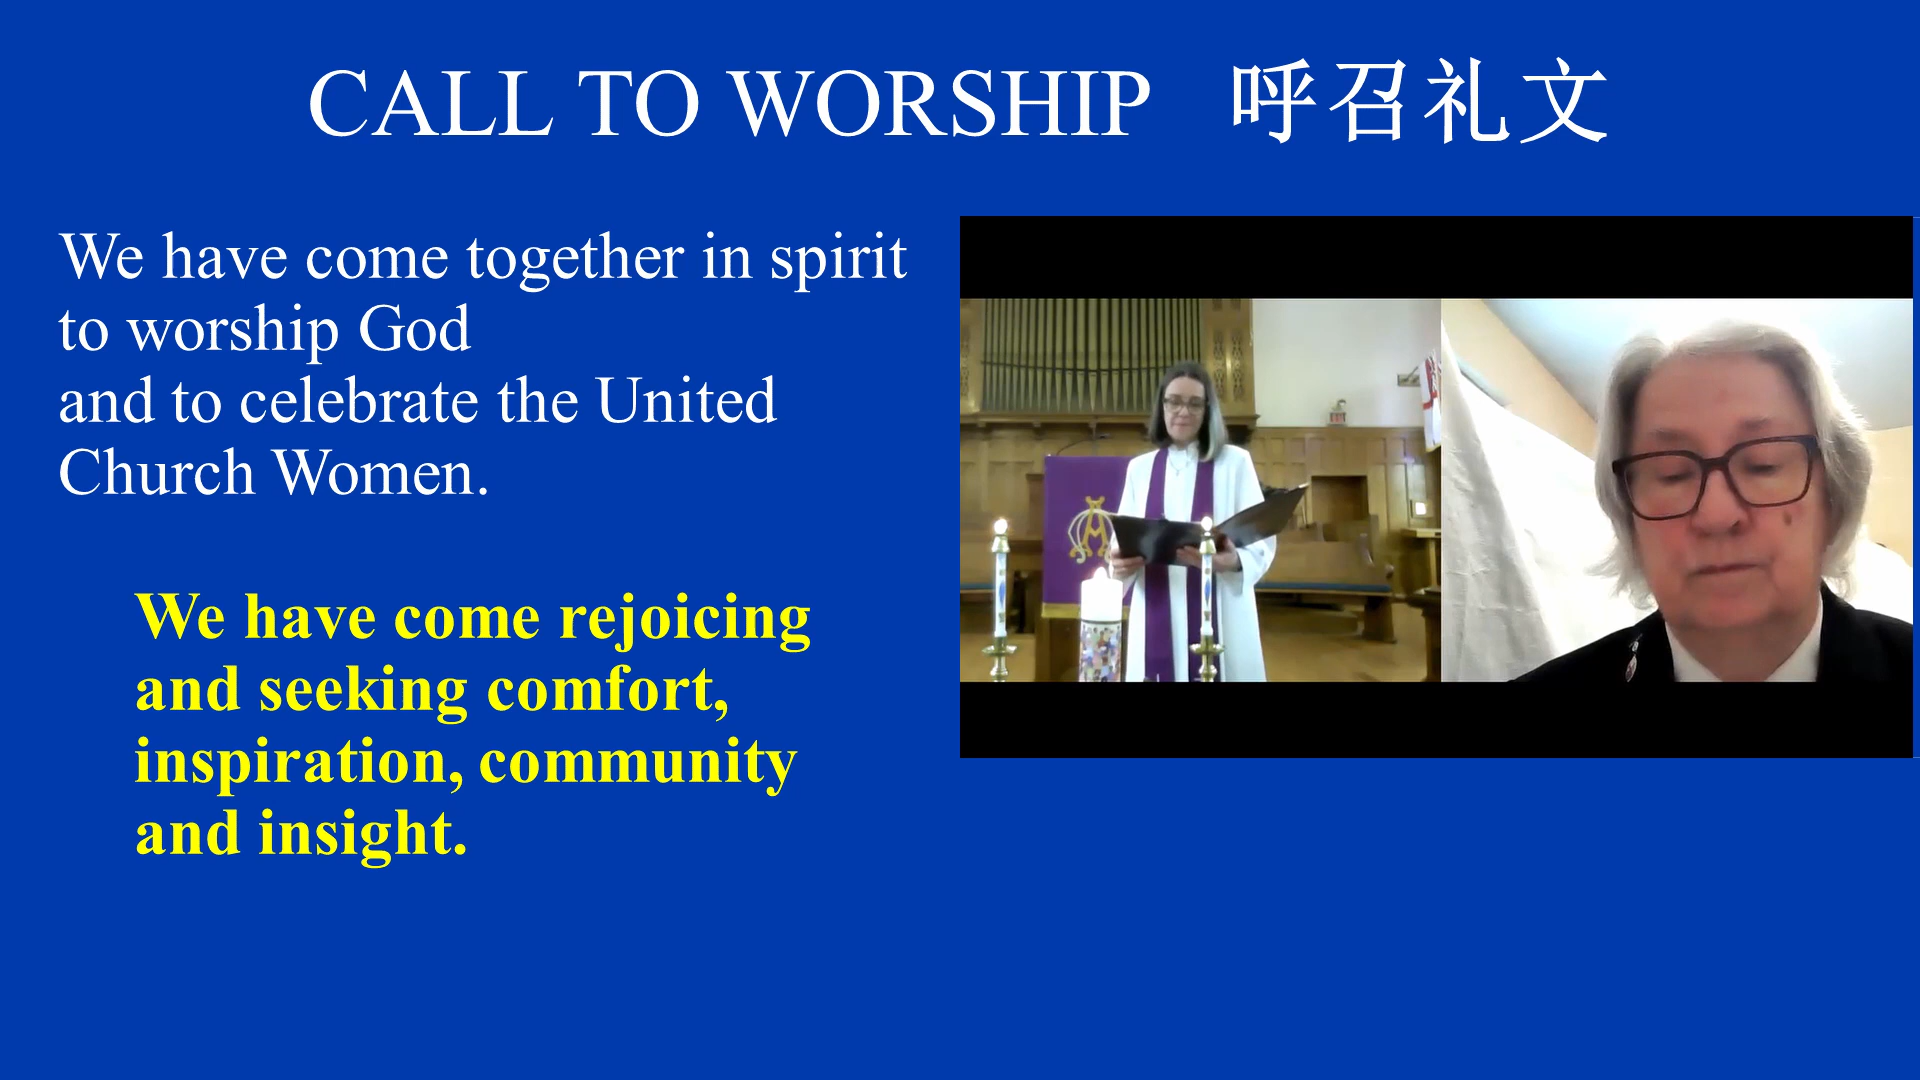 CALL TO WORSHIP 呼召礼文
We have come together in spirit
to worship God
and to celebrate the United
Church Women.
We have come rejoicing
and seeking comfort,
inspiration, community
and insight.